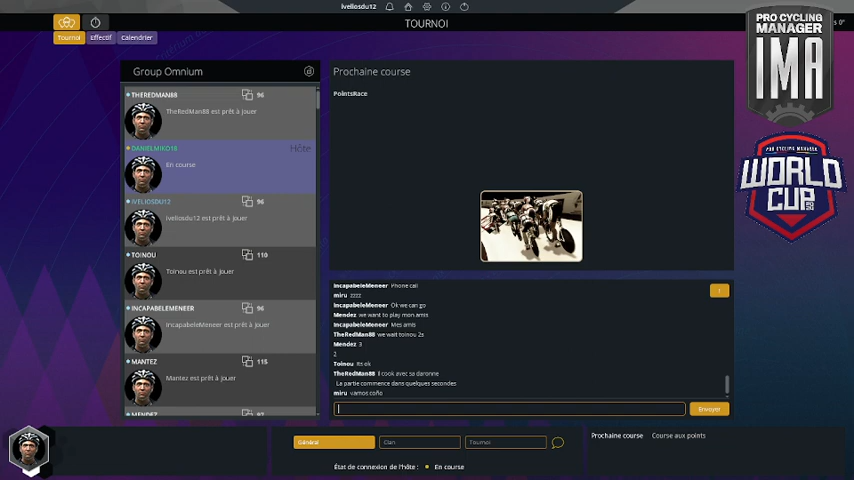 Iveliosdu12
TOURNOI
Tournoi
Effectif
Calendrier
Group Omnium
THEREDMAN88 96
TheRedMan88 est prêt à jouer
DANIELMIKO18 Hôte
En course
IVELIOSDU12 96
Iveliosdu12 est prêt à jouer
TOINOU 110
Toinou est prêt à jouer
INCAPABELEMENEER 96
IncapabeleMeneer est prêt à jouer
MANTEZ 115
Mantez est prêt à jouer
MENDEZ
Prochaine course
PointsRace
IncapabeleMeneer Phone call
miru zzzz
IncapabeleMeneer Ok we can go
Mendez we want to play mon amis
IncapabeleMeneer Mes amis
TheRedMan88 we wait toinou 2s
Mendez 3
2
Toinou Its ok
TheRedMan88 Il cook avec sa daronne
La partie commence dans quelques secondes
miru vamos coño
Envoyer
Général
Clan
Tournoi
État de connexion de l'hôte : En course
Prochaine course Course aux points
PRO CYCLING
MANAGER
IMA
PRO CYCLING MANAGER
WORLD
CUP